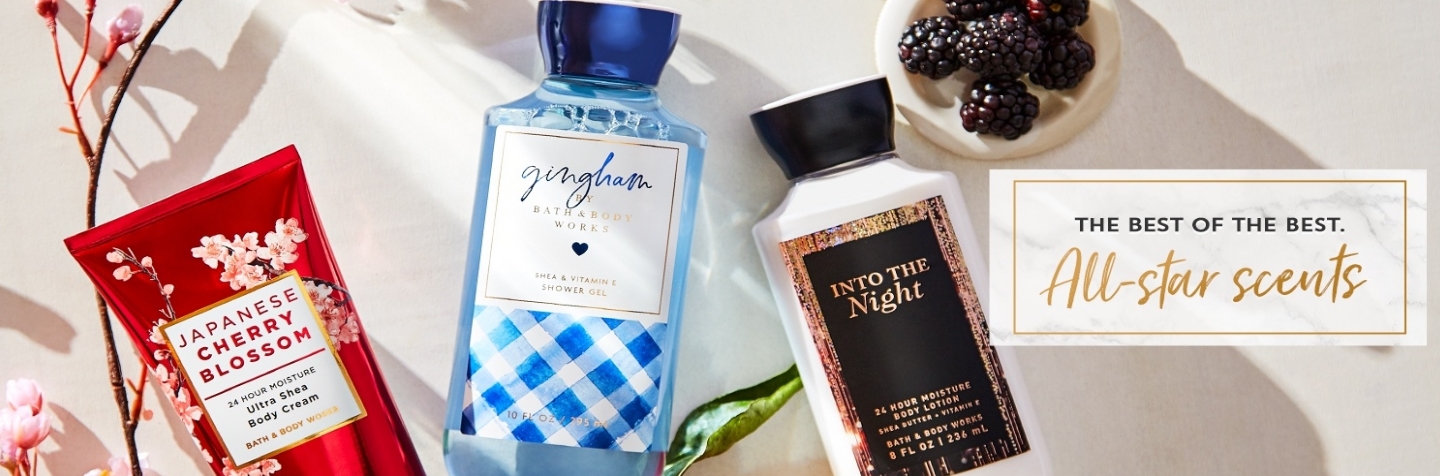 JAPANESE
CHERRY
BLOSSOM
24 HOUR MOISTURE
Ultra Shea
Body Cream
BATH & BODY WORKS
gingham
BY
BATH & BODY
WORKS
SHEA & VITAMIN E
SHOWER GEL
INTO THE
Night
24 HOUR MOISTURE
BODY LOTION
SHEA BUTTER + VITAMIN E
BATH & BODY WORKS
8 FL OZ | 236 mL
THE BEST OF THE BEST.
All-star scents